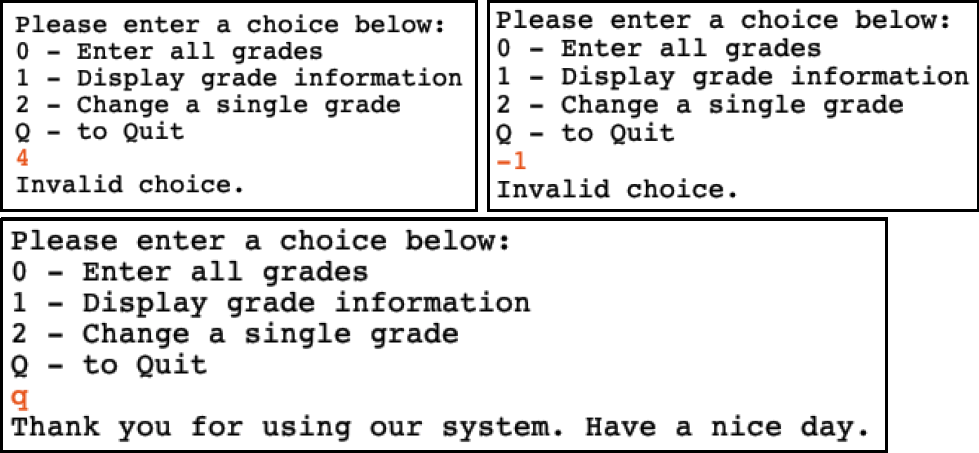 Please enter a choice below:
0 - Enter all grades
1 - Display grade information
2 - Change a single grade
Q - to Quit
4
Invalid choice.
Please enter a choice below:
0 - Enter all grades
1 - Display grade information
2 - Change a single grade
Q - to Quit
-1
Invalid choice.
Please enter a choice below:
0 - Enter all grades
1 - Display grade information
2 - Change a single grade
Q - to Quit
q
Thank you for using our system. Have a nice day.